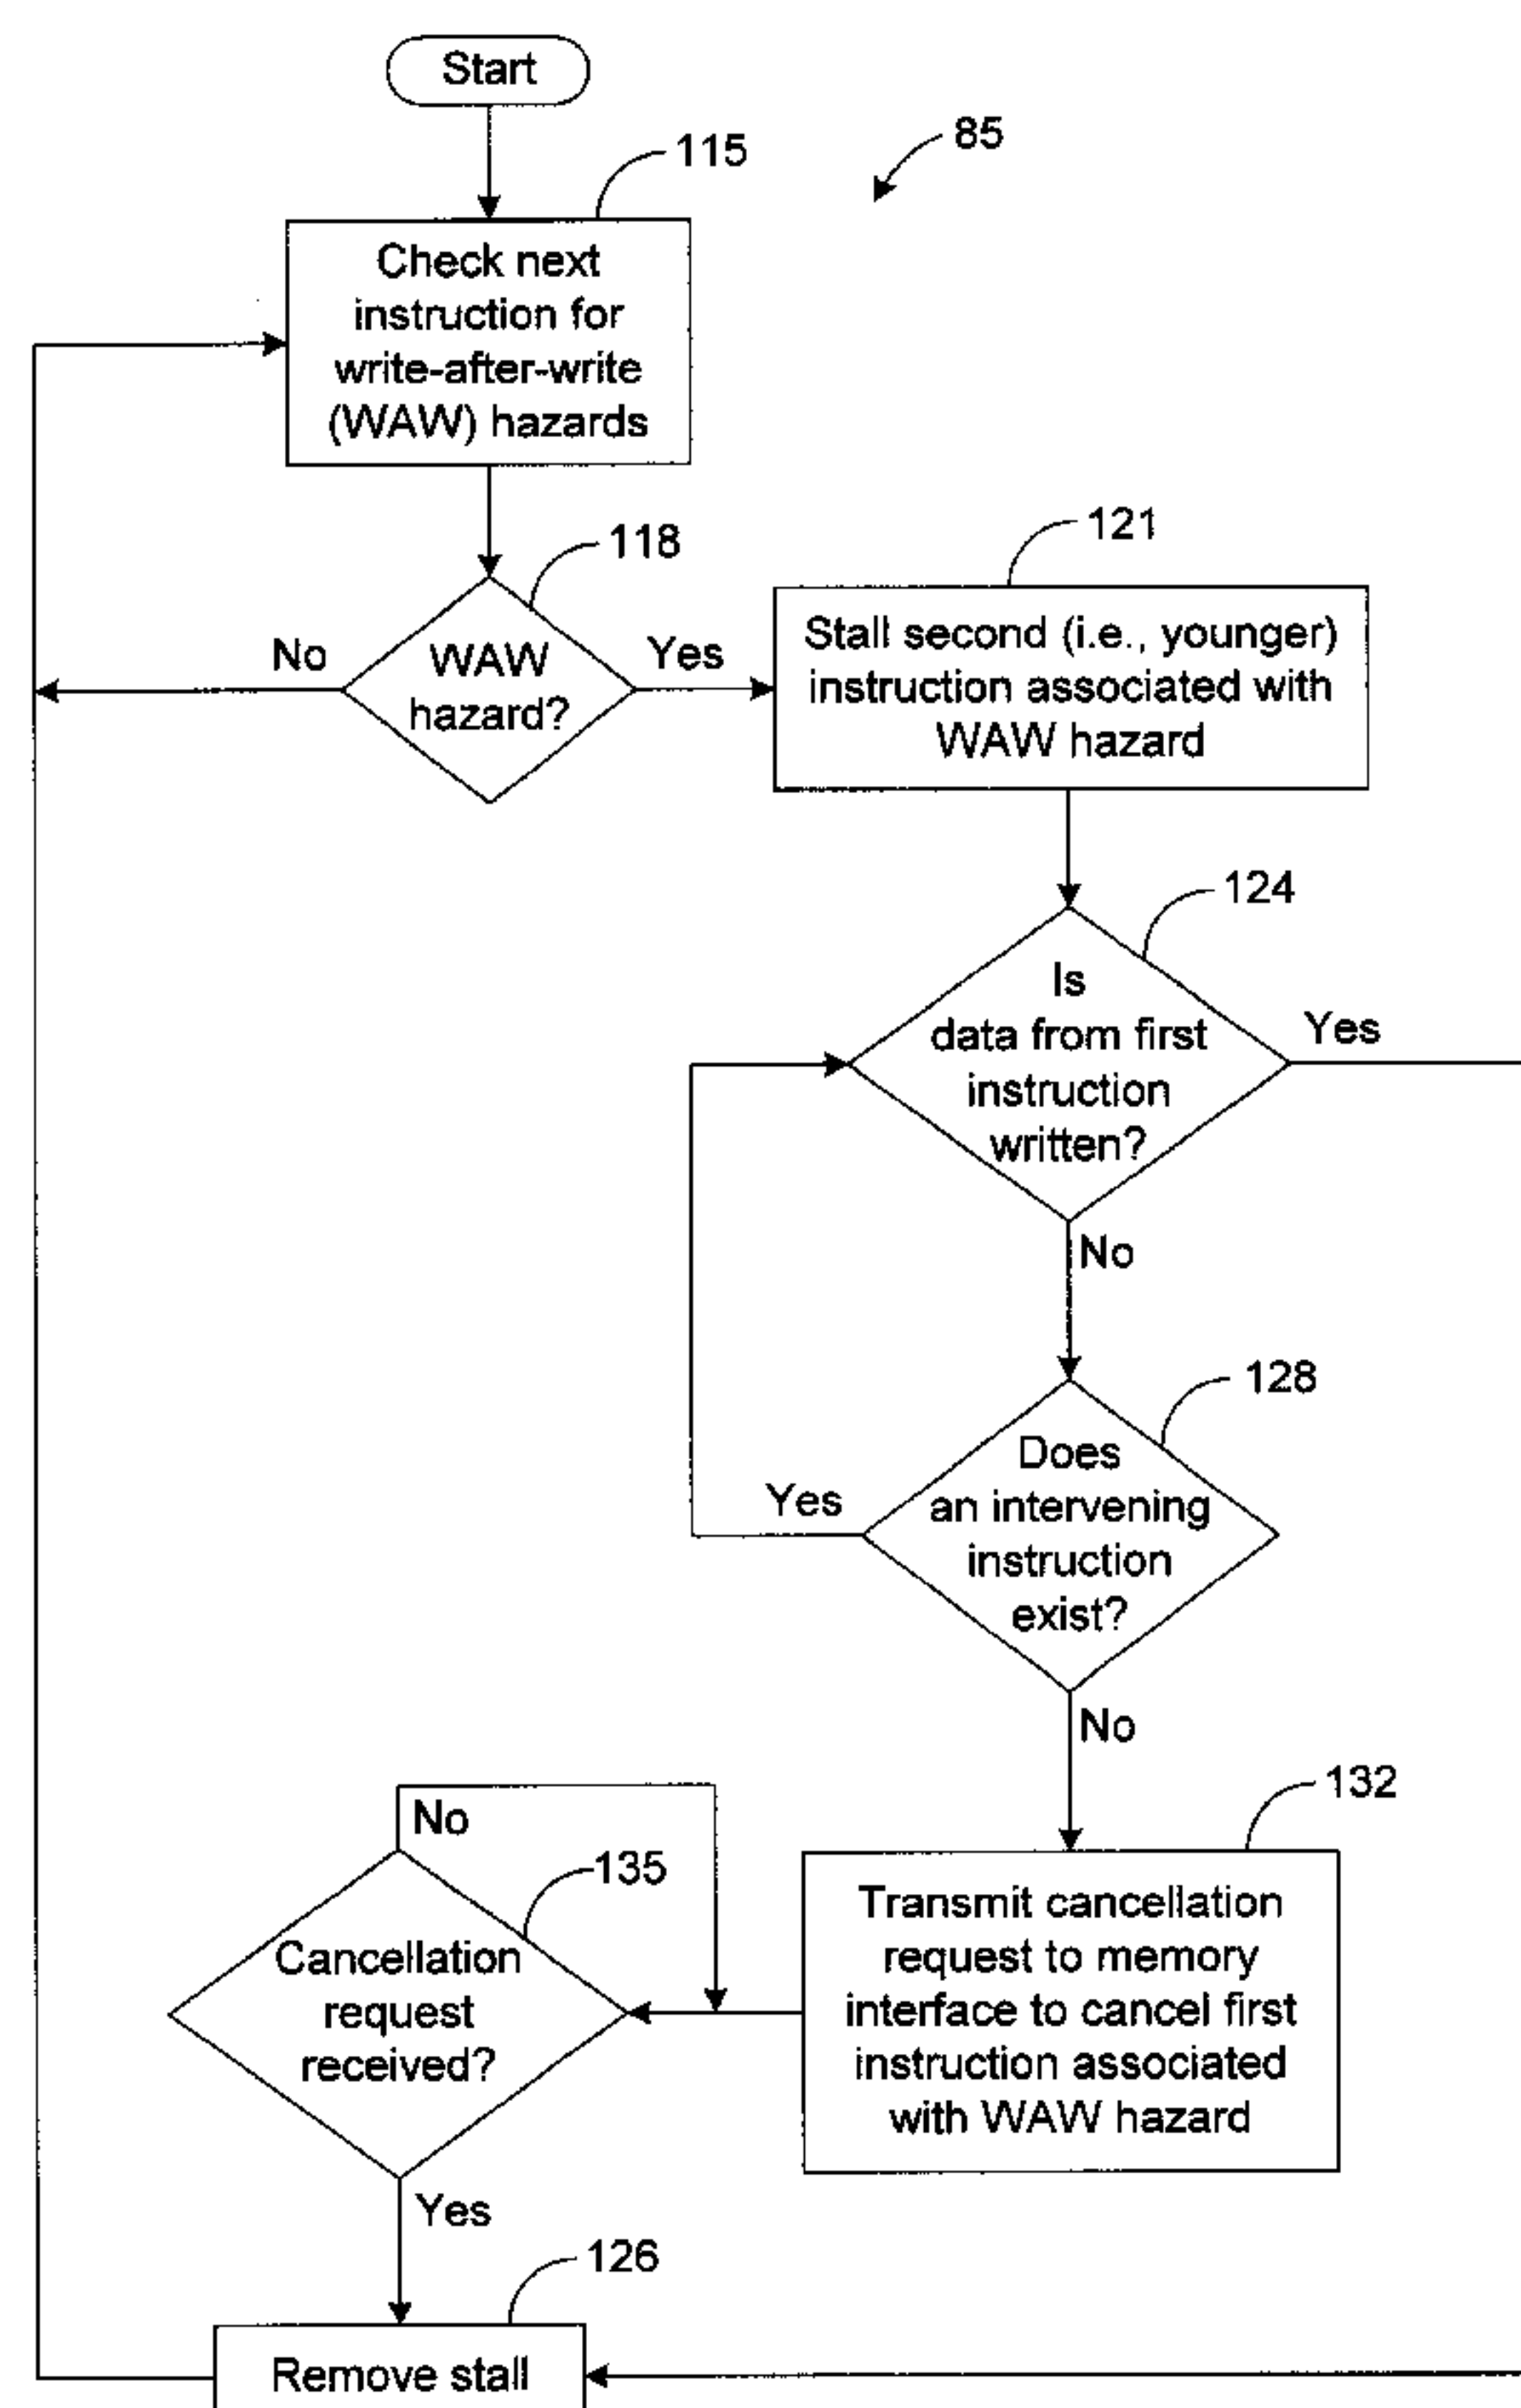 Start
85
115
Check next
instruction for
write-after-write
(WAW) hazards
118
No
WAW
hazard?
Yes
121
Stall second (i.e., younger)
instruction associated with
WAW hazard
124
Is
data from first
instruction
written?
Yes
No
128
Does
an intervening
instruction
exist?
Yes
No
132
Transmit cancellation
request to memory
interface to cancel first
instruction associated
with WAW hazard
No
135
Cancellation
request
received?
Yes
126
Remove stall